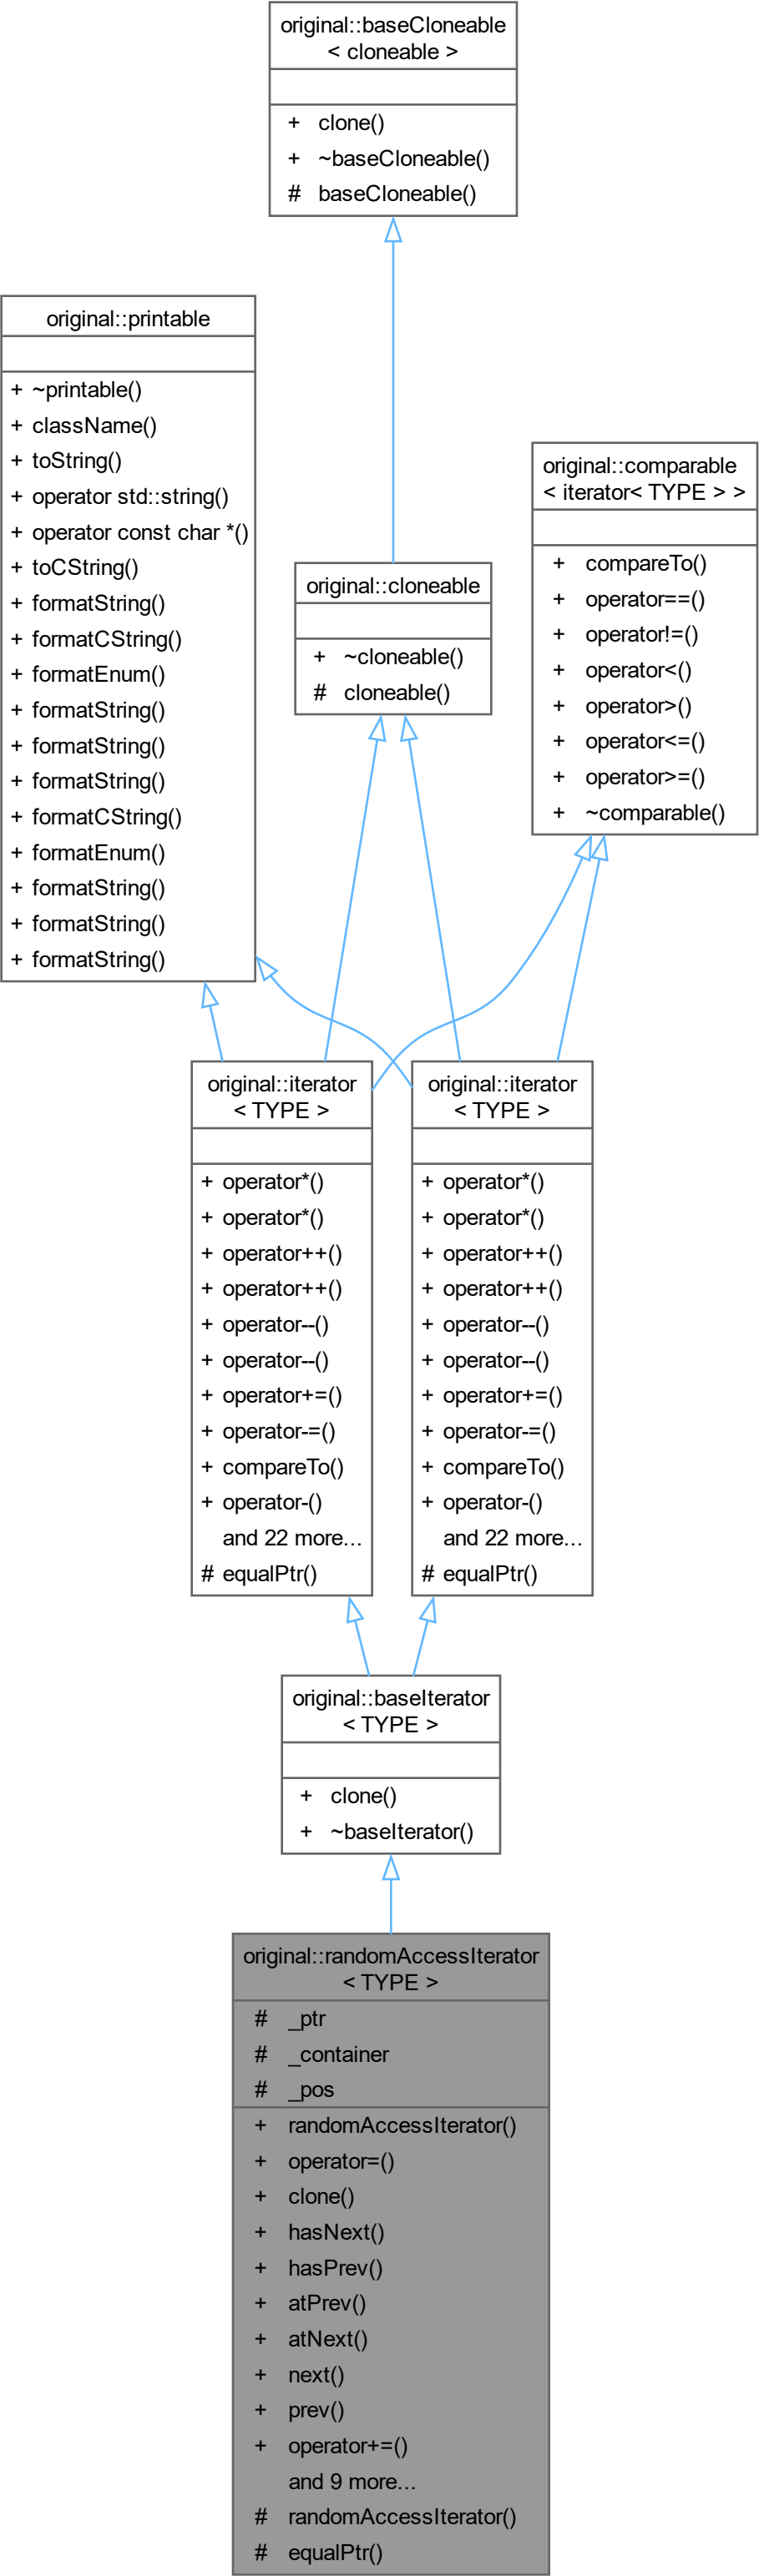 original::baseCloneable
< cloneable >
+ clone()
+ ~baseCloneable()
# baseCloneable()
original::printable
+ ~printable()
+ className()
+ toString()
+ operator std::string()
+ operator const char *()
+ toCString()
+ formatString()
+ formatCString()
+ formatEnum()
+ formatString()
+ formatString()
+ formatString()
+ formatCString()
+ formatEnum()
+ formatString()
+ formatString()
+ formatString()
original::cloneable
+ ~cloneable()
# cloneable()
original::comparable
< iterator< TYPE > >
+ compareTo()
+ operator==()
+ operator!=()
+ operator<()
+ operator>()
+ operator<=()
+ operator>=()
+ ~comparable()
original::iterator
< TYPE >
+ operator*()
+ operator*()
+ operator++()
+ operator++()
+ operator--()
+ operator--()
+ operator+=()
+ operator-=()
+ compareTo()
+ operator-()
and 22 more...
# equalPtr()
original::iterator
< TYPE >
+ operator*()
+ operator*()
+ operator++()
+ operator++()
+ operator--()
+ operator--()
+ operator+=()
+ operator-=()
+ compareTo()
+ operator-()
and 22 more...
# equalPtr()
original::baseIterator
< TYPE >
+ clone()
+ ~baseIterator()
original::randomAccessIterator
< TYPE >
# _ptr
# _container
# _pos
+ randomAccessIterator()
+ operator=()
+ clone()
+ hasNext()
+ hasPrev()
+ atPrev()
+ atNext()
+ next()
+ prev()
+ operator+=()
and 9 more...
# randomAccessIterator()
# equalPtr()